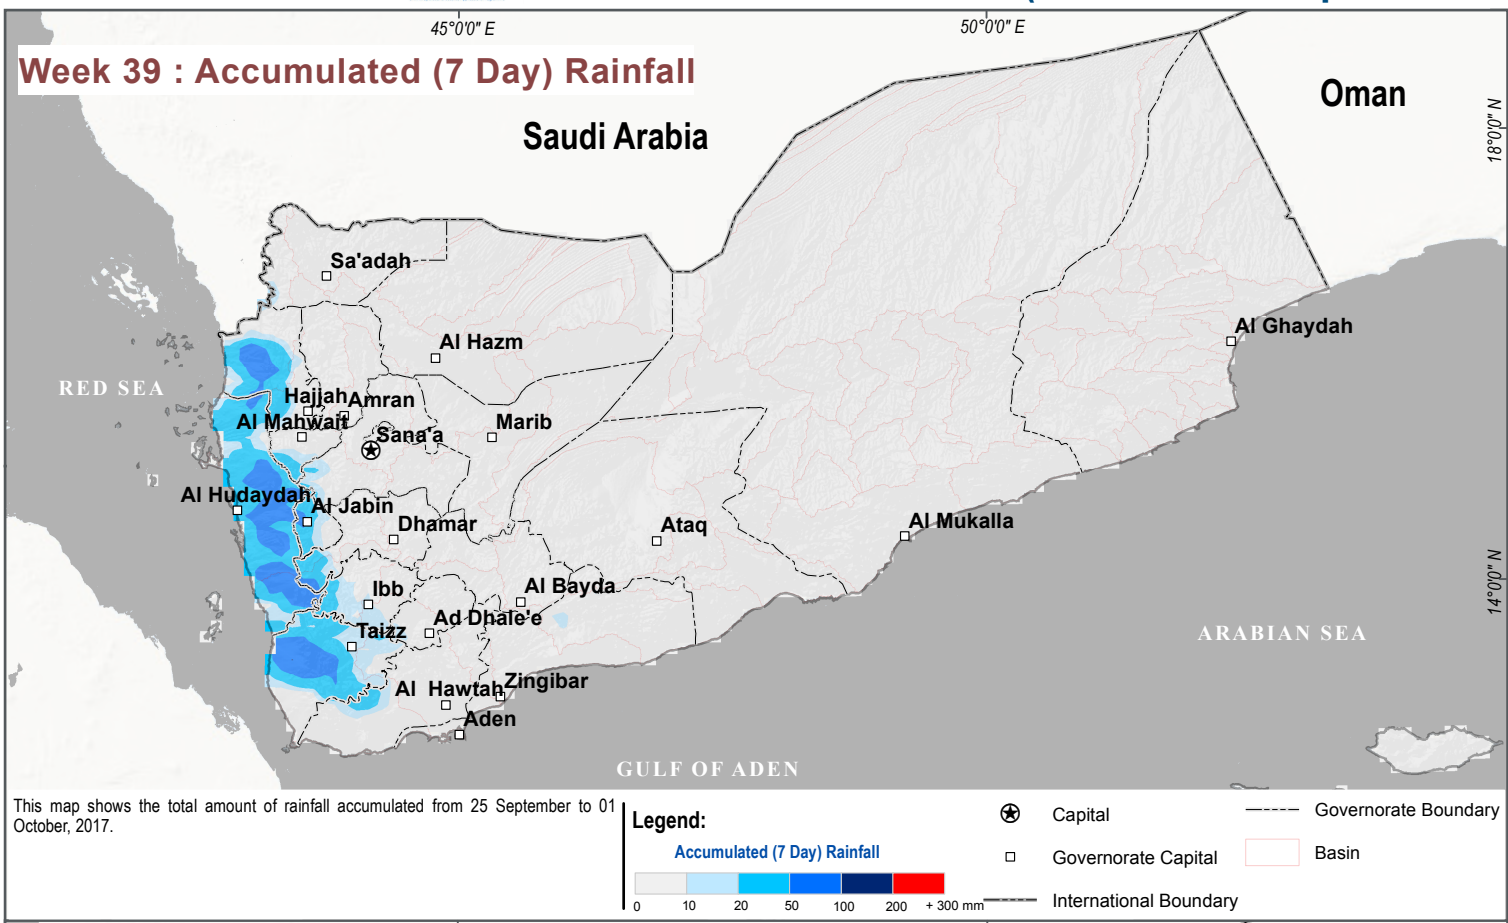 45°0'0" E
50°0'0" E
Week 39 : Accumulated (7 Day) Rainfall
Oman
Saudi Arabia
18°0'0" N
Sa'adah
Al Ghaydah
Al Hazm
RED SEA
Hajjah
Amran
Al Mahwait
Marib
Sana'a
Al Hudaydah
Al Jabin
Dhamar
Ataq
Al Mukalla
14°0'0" N
Ibb
Al Bayda
Ad Dhale'e
Taizz
ARABIAN SEA
Al Hawtah
Zingibar
Aden
GULF OF ADEN
This map shows the total amount of rainfall accumulated from 25 September to 01
October, 2017.
Legend:
Accumulated (7 Day) Rainfall
0 10 20 50 100 200 + 300 mm
Capital
Governorate Capital
International Boundary
Governorate Boundary
Basin